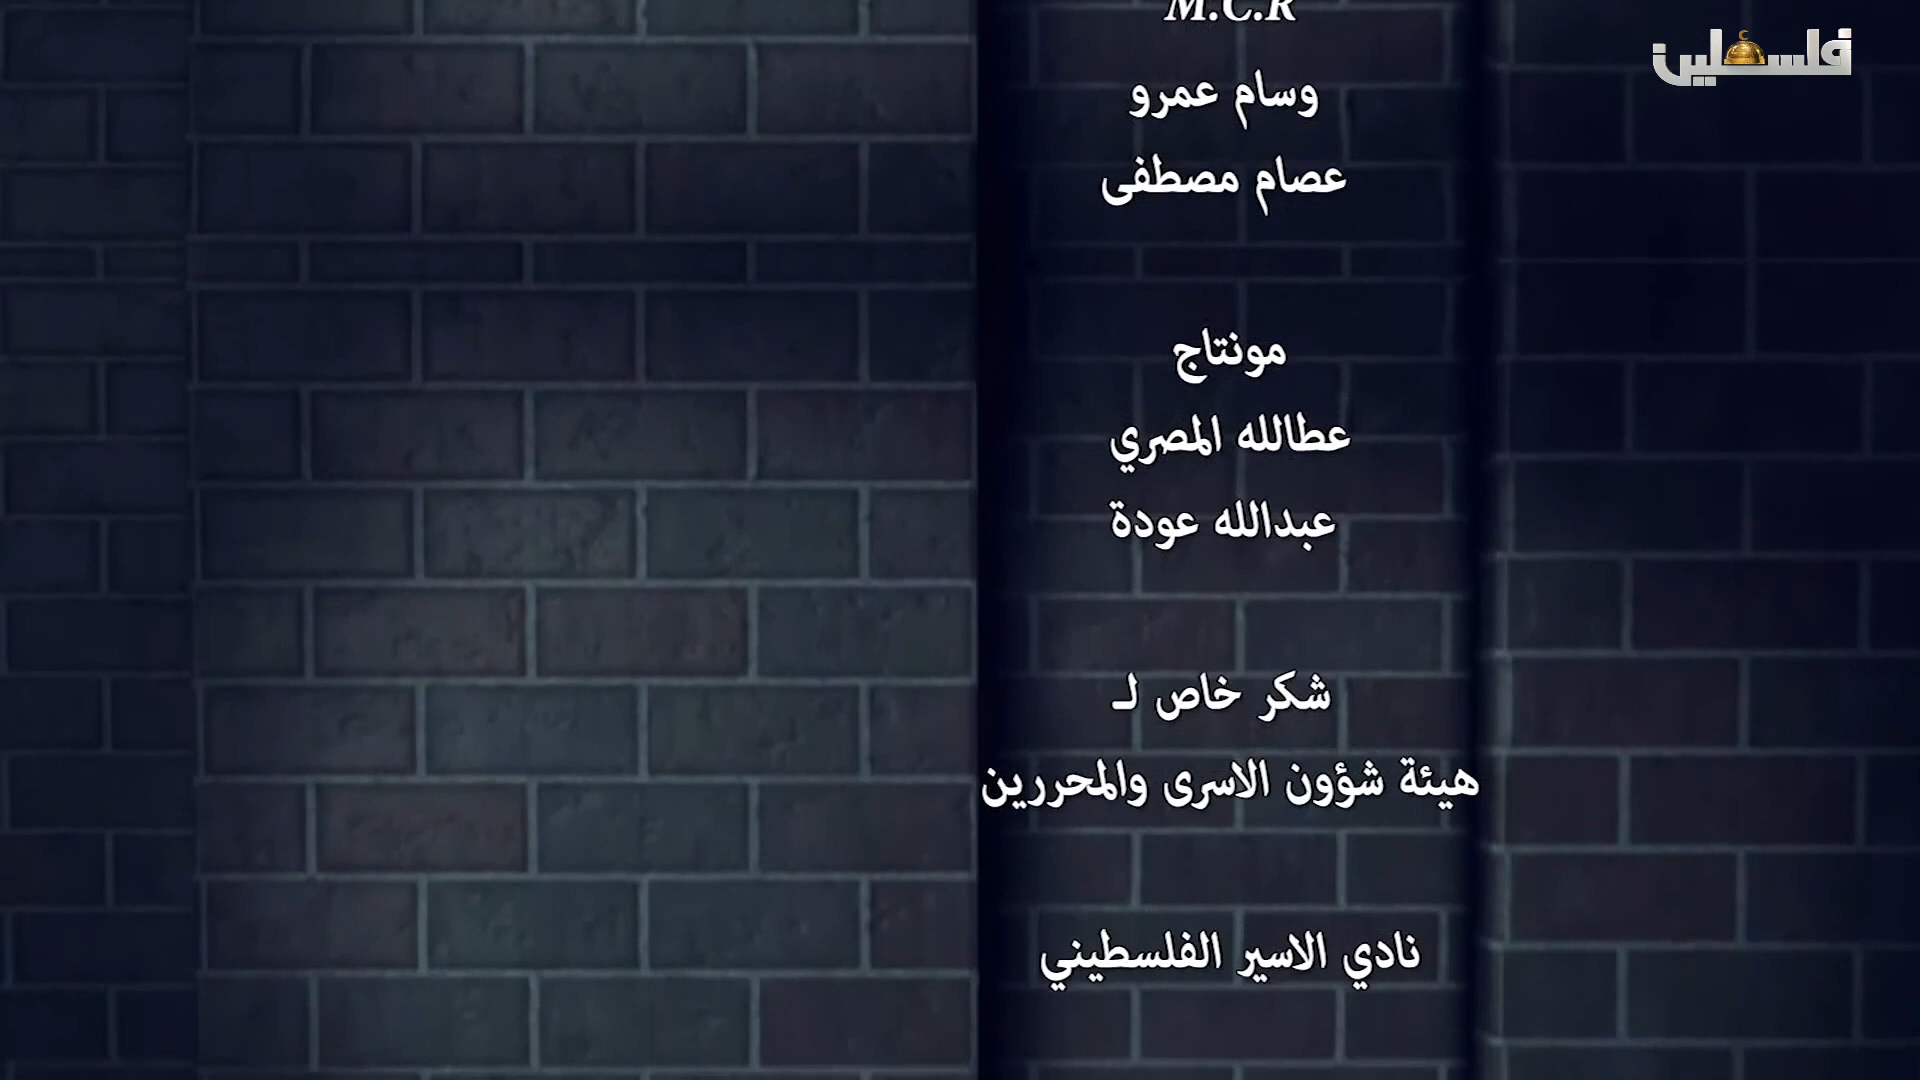 M.C.R
فلسطين
وسام عمرو
عصام مصطفى
مونتاج
عطالله المصري
عبدالله عودة
شكر خاص لـ
هيئة شؤون الاسرى والمحررين
نادي الاسير الفلسطيني